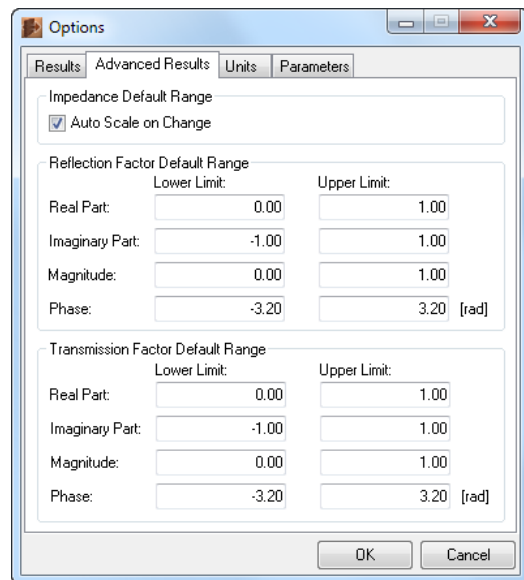 Options
Results Advanced Results Units Parameters
Impedance Default Range
Auto Scale on Change
Reflection Factor Default Range
Lower Limit: Upper Limit:
Real Part: 0.00 1.00
Imaginary Part: -1.00 1.00
Magnitude: 0.00 1.00
Phase: -3.20 3.20 [rad]
Transmission Factor Default Range
Lower Limit: Upper Limit:
Real Part: 0.00 1.00
Imaginary Part: -1.00 1.00
Magnitude: 0.00 1.00
Phase: -3.20 3.20 [rad]
OK Cancel